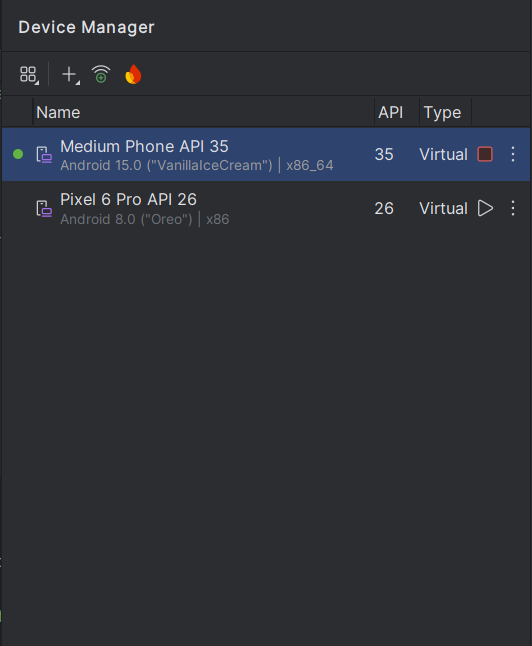 Device Manager
Name API Type
Medium Phone API 35 35 Virtual
Android 15.0 ("VanillaIceCream") | x86_64
Pixel 6 Pro API 26 26 Virtual
Android 8.0 ("Oreo") | x86